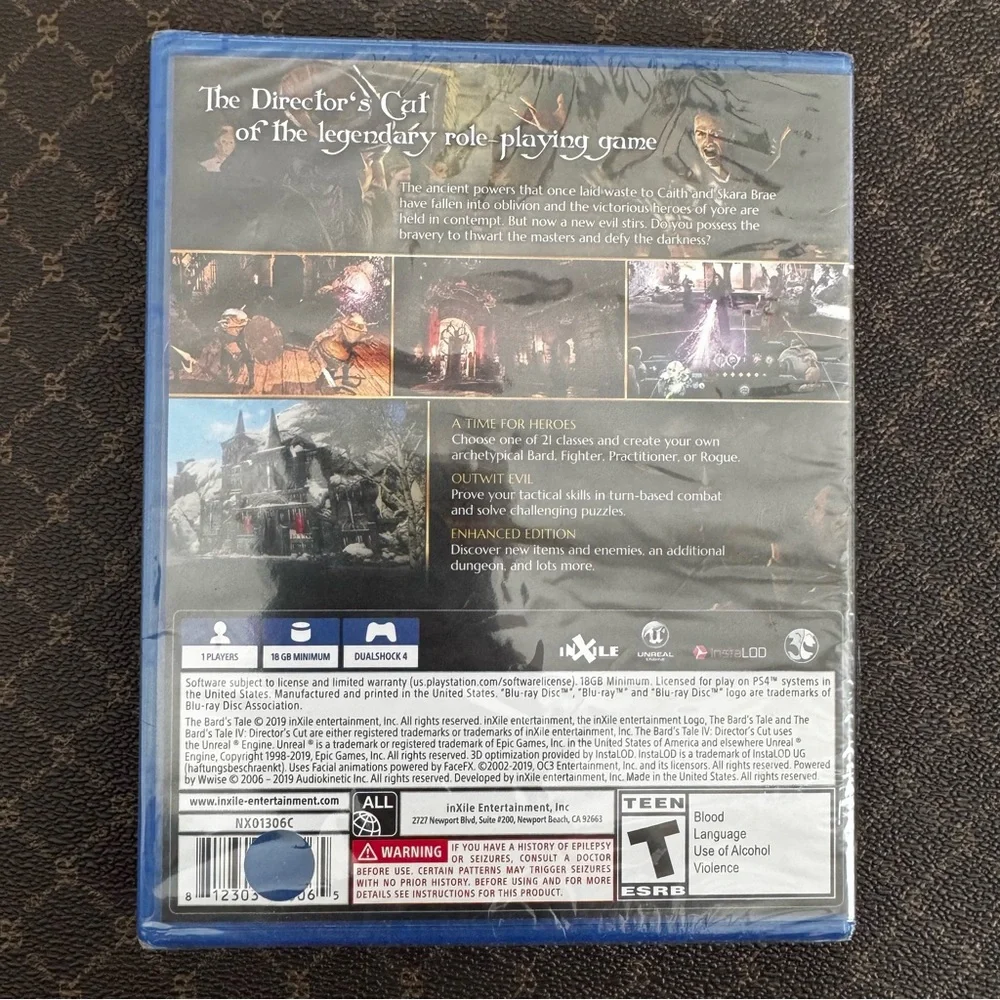 The Director's Cut
of the legendary role-playing game
The ancient powers that once laid waste to Caith and Skara Brae
have fallen into oblivion and the victorious heroes of yore are
held in contempt. But now a new evil stirs. Do you possess the
bravery to thwart the masters and defy the darkness?
A TIME FOR HEROES
Choose one of 21 classes and create your own
archetypical Bard, Fighter, Practitioner, or Rogue.
OUTWIT EVIL
Prove your tactical skills in turn-based combat
and solve challenging puzzles.
ENHANCED EDITION
Discover new items and enemies, an additional
dungeon, and lots more.
1 PLAYERS
18 GB MINIMUM
DUALSHOCK 4
INXILE
UNREAL
InstaLOD
Software subject to license and limited warranty (us.playstation.com/softwarelicense). 18GB Minimum. Licensed for play on PS4™ systems in
the United States. Manufactured and printed in the United States. "Blu-ray Disc™", "Blu-ray™" and "Blu-ray Disc™" logo are trademarks of
Blu-ray Disc Association.
The Bard's Tale © 2019 inXile entertainment, Inc. All rights reserved. inXile entertainment, the inXile entertainment Logo, The Bard's Tale and The
Bard's Tale IV: Director's Cut are either registered trademarks or trademarks of inXile entertainment, Inc. The Bard's Tale IV: Director's Cut uses
the Unreal ® Engine. Unreal ® is a trademark or registered trademark of Epic Games, Inc. in the United States of America and elsewhere Unreal ®
Engine, Copyright 1998-2019, Epic Games, Inc. All rights reserved. 3D optimization provided by InstaLOD. InstaLOD is a trademark of InstaLOD UG
(haftungsbeschraenkt). Uses Facial animations powered by FaceFX. ©2002-2019, OC3 Entertainment, Inc. and its licensors. All rights reserved. Powered
by Wwise © 2006 - 2019 Audiokinetic Inc. All rights reserved. Developed by inXile entertainment, Inc. Made in the United States. All rights reserved.
www.inxile-entertainment.com
NX01306C
8 12303 06 5
ALL
inXile Entertainment, Inc
2727 Newport Blvd, Suite #200, Newport Beach, CA 92663
WARNING IF YOU HAVE A HISTORY OF EPILEPSY
OR SEIZURES, CONSULT A DOCTOR
BEFORE USE. CERTAIN PATTERNS MAY TRIGGER SEIZURES
WITH NO PRIOR HISTORY. BEFORE USING AND FOR MORE
DETAILS SEE INSTRUCTIONS FOR THIS PRODUCT.
TEEN
T
ESRB
Blood
Language
Use of Alcohol
Violence